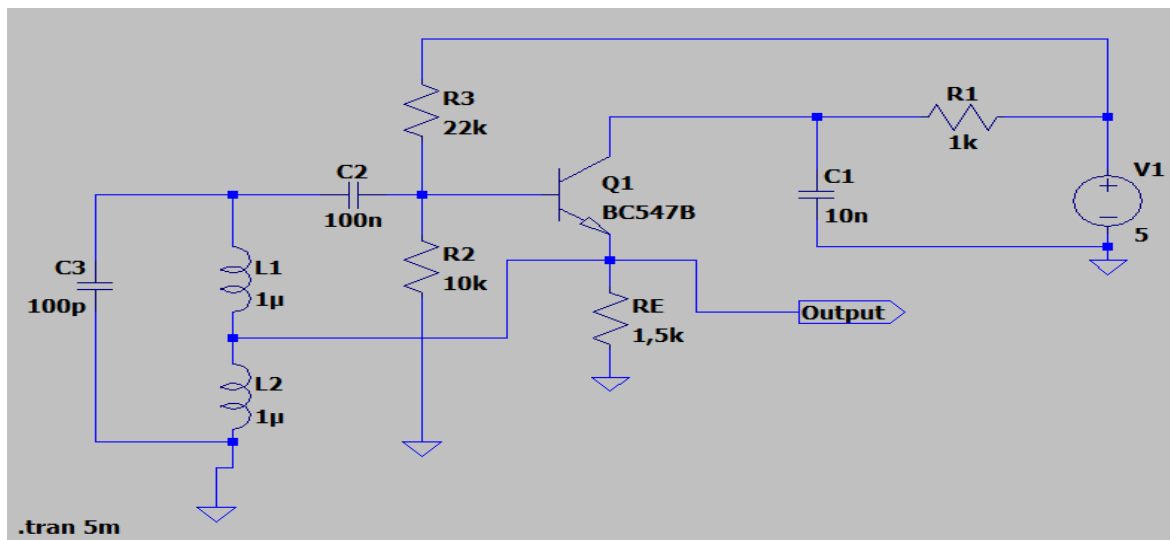 R3
22k
R1
1k
C2
100n
Q1
BC547B
C1
10n
V1
+
−
5
C3
100p
L1
1µ
R2
10k
RE
1,5k
Output
L2
1µ
.tran 5m